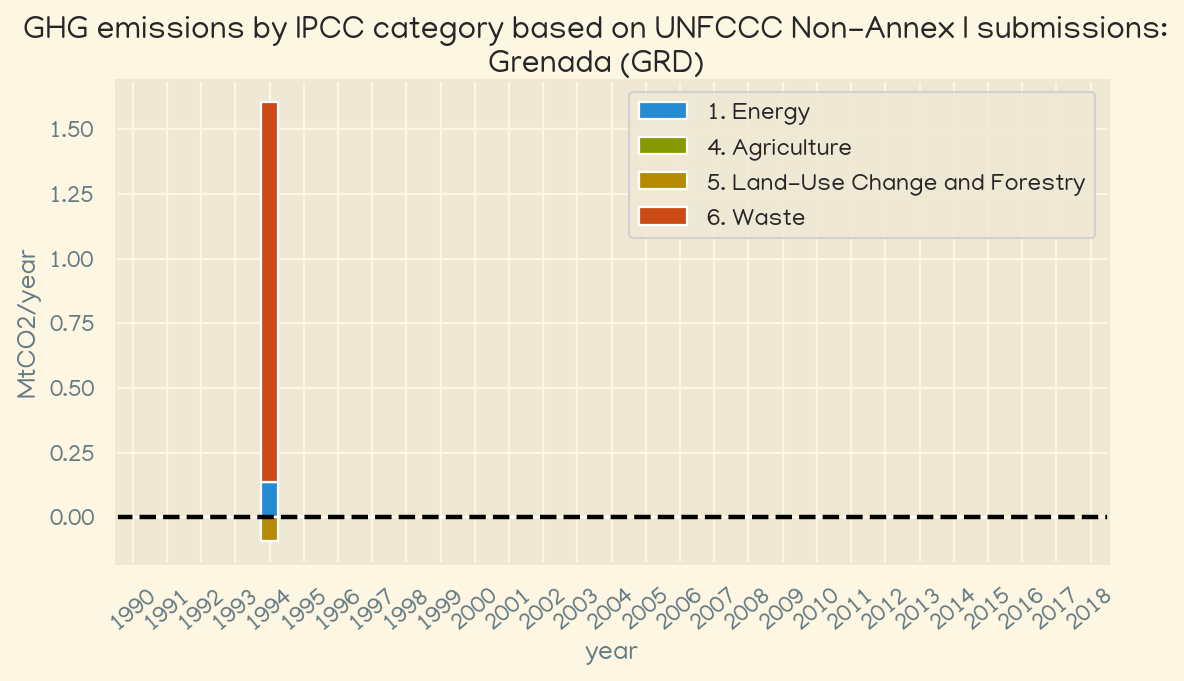 GHG emissions by IPCC category based on UNFCCC Non-Annex I submissions:
Grenada (GRD)
1. Energy
4. Agriculture
5. Land-Use Change and Forestry
6. Waste
MtCO2/year
1.50
1.25
1.00
0.75
0.50
0.25
0.00
1990 1991 1992 1993 1994 1995 1996 1997 1998 1999 2000 2001 2002 2003 2004 2005 2006 2007 2008 2009 2010 2011 2012 2013 2014 2015 2016 2017 2018
year